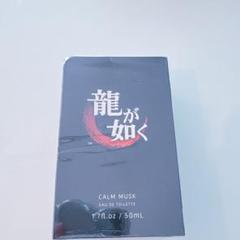 龍が
如く
CALM MUSK
EAU DE TOILETTE
1.7fl.oz / 50mL